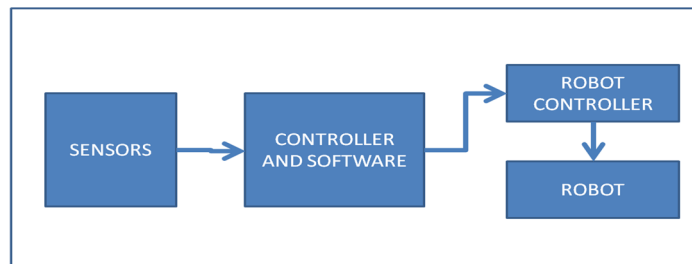 SENSORS
CONTROLLER
AND SOFTWARE
ROBOT
CONTROLLER
ROBOT